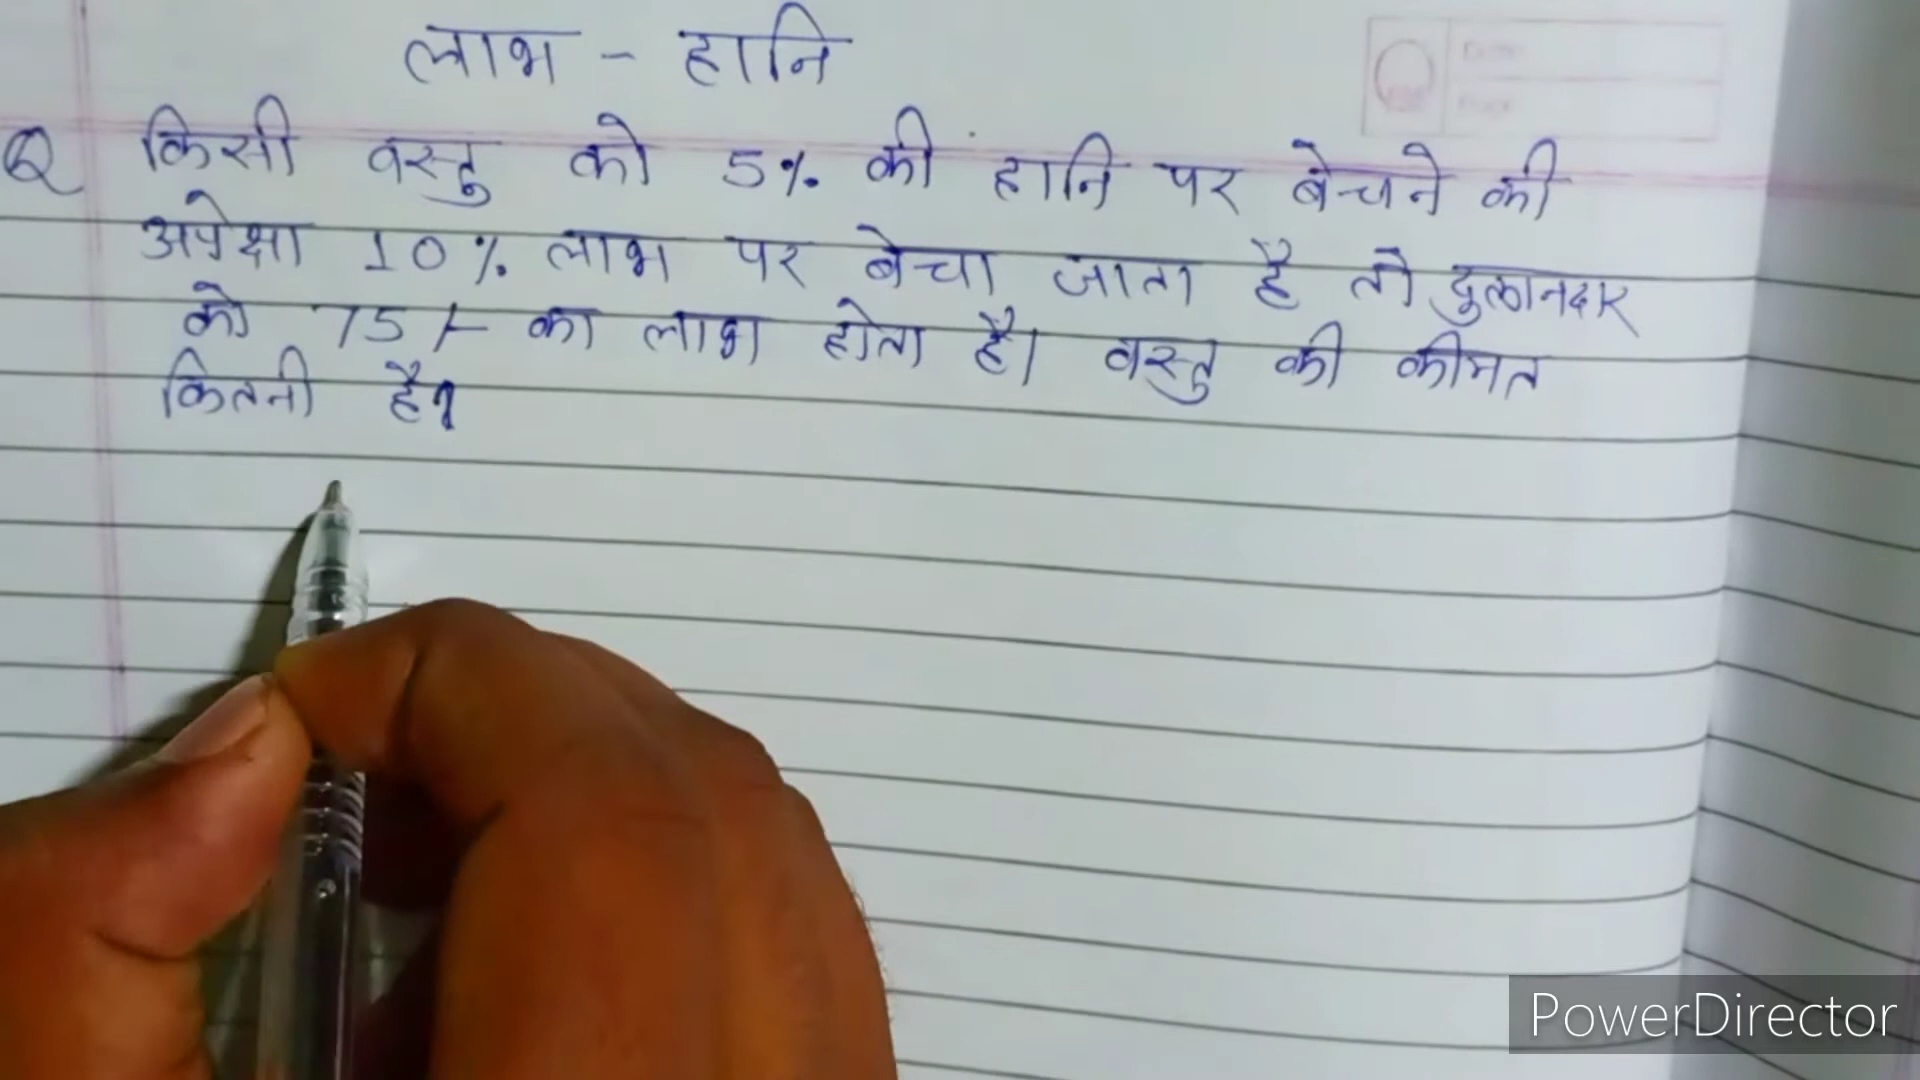 लाभ - हानि
Q किसी वस्तु को 5% की हानि पर बेचने की
अपेक्षा 10% लाभ पर बेचा जाता है तो दुकानदार
को 75/- का लाभ होता है। वस्तु की कीमत
कितनी है?
PowerDirector